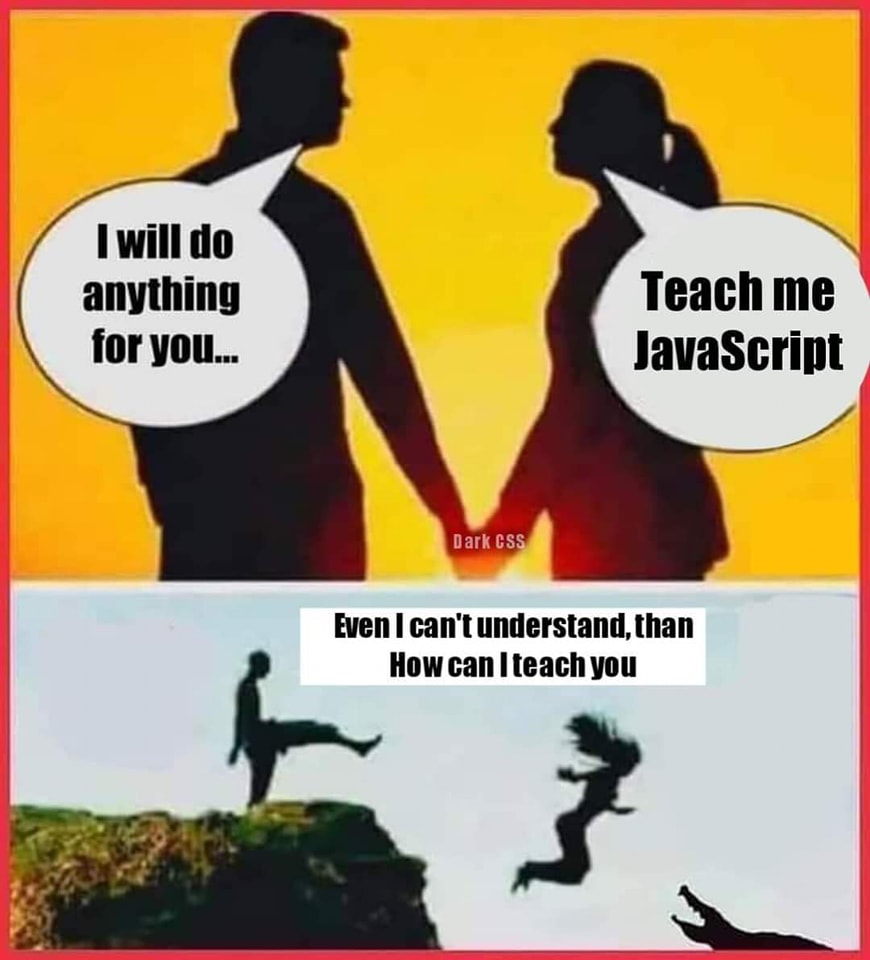 I will do
anything
for you...
Teach me
JavaScript
Dark CSS
Even I can't understand, than
How can I teach you